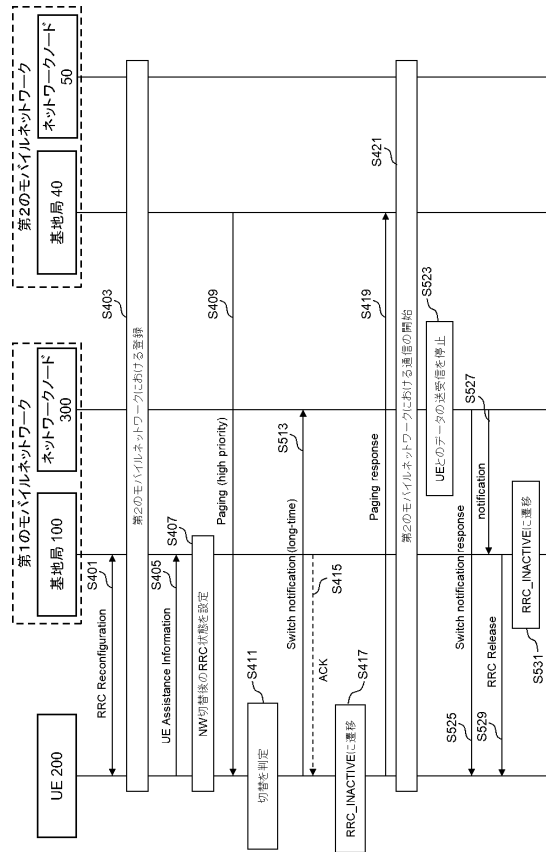 第1のモバイルネットワーク
第2のモバイルネットワーク
UE 200
基地局 100
ネットワークノード
300
基地局 40
ネットワークノード
50
S401
RRC Reconfiguration
S403
第2のモバイルネットワークにおける登録
S405
UE Assistance Information
S407
NW切替後のRRC状態を設定
S409
Paging (high priority)
S411
切替を判定
S513
Switch notification (long-time)
S415
ACK
S417
RRC_INACTIVEに遷移
S419
Paging response
S421
第2のモバイルネットワークにおける通信の開始
S523
UEとのデータの送受信を停止
S525
Switch notification response
S527
notification
S529
RRC Release
S531
RRC_INACTIVEに遷移